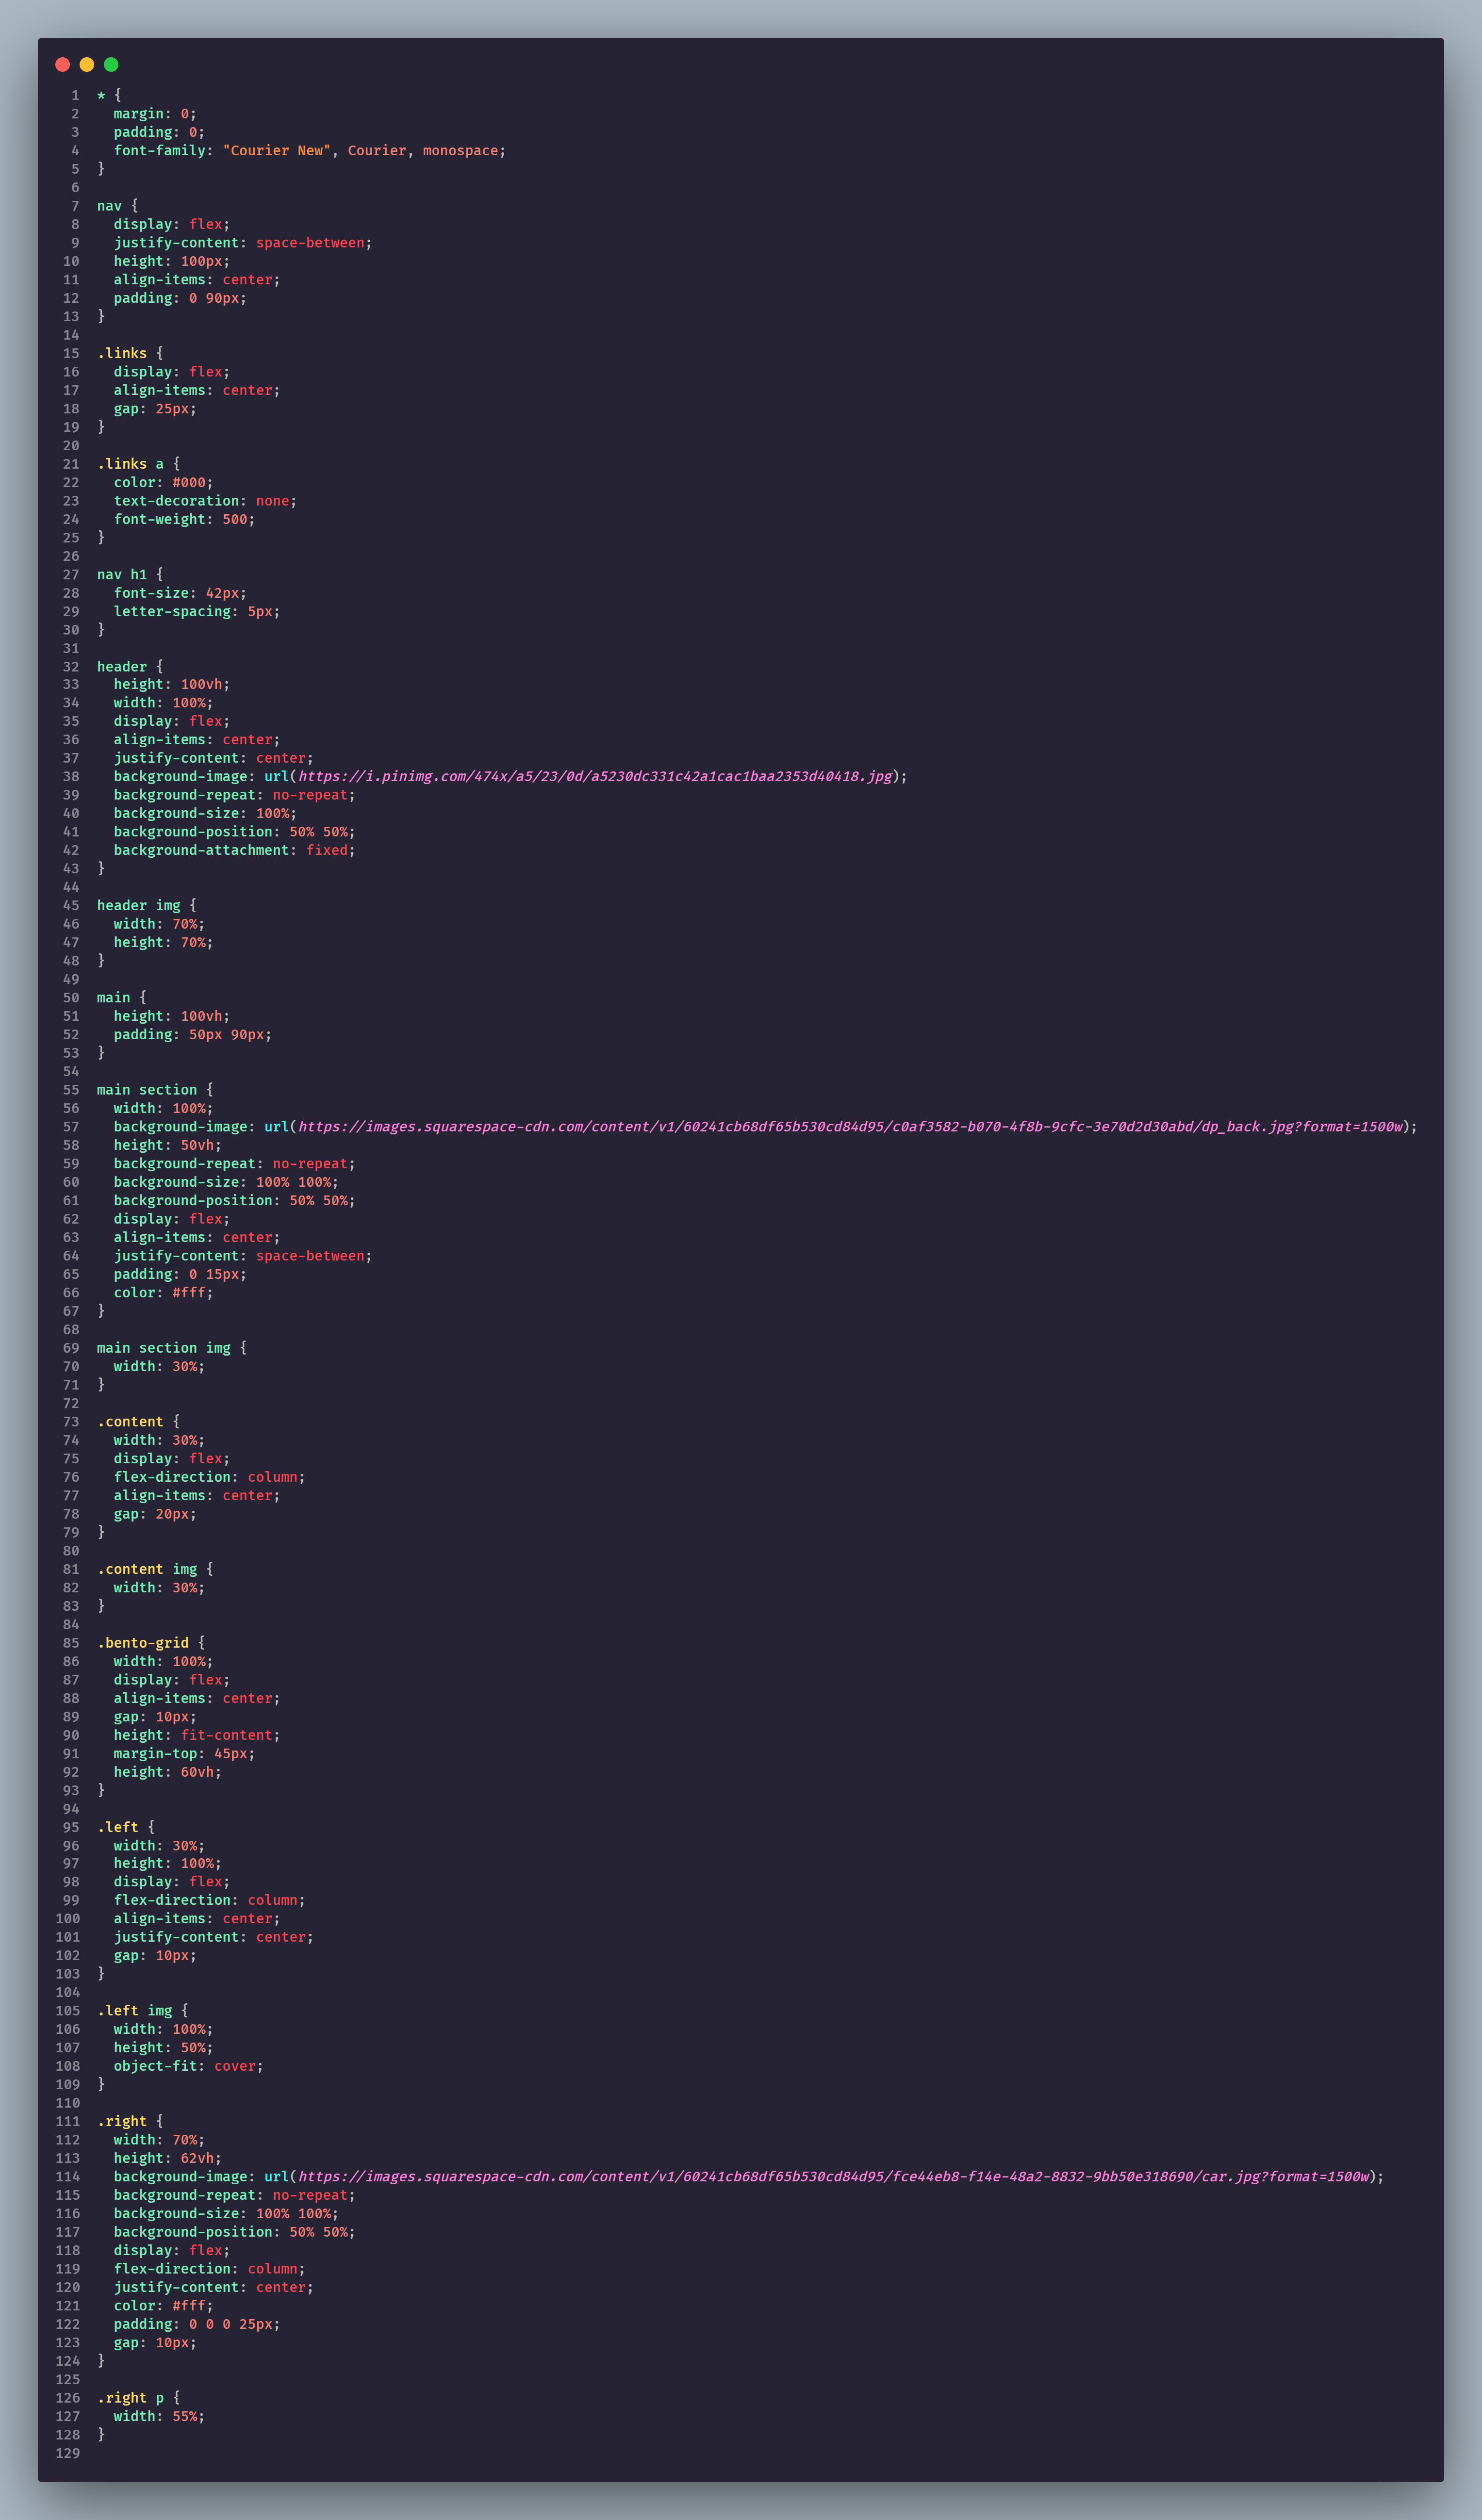 1 * {
2   margin: 0;
3   padding: 0;
4   font-family: "Courier New", Courier, monospace;
5 }
6
7 nav {
8   display: flex;
9   justify-content: space-between;
10   height: 100px;
11   align-items: center;
12   padding: 0 90px;
13 }
14
15 .links {
16   display: flex;
17   align-items: center;
18   gap: 25px;
19 }
20
21 .links a {
22   color: #000;
23   text-decoration: none;
24   font-weight: 500;
25 }
26
27 nav h1 {
28   font-size: 42px;
29   letter-spacing: 5px;
30 }
31
32 header {
33   height: 100vh;
34   width: 100%;
35   display: flex;
36   align-items: center;
37   justify-content: center;
38   background-image: url(https://i.pinimg.com/474x/a5/23/0d/a5230dc331c42a1cac1baa2353d40418.jpg);
39   background-repeat: no-repeat;
40   background-size: 100%;
41   background-position: 50% 50%;
42   background-attachment: fixed;
43 }
44
45 header img {
46   width: 70%;
47   height: 70%;
48 }
49
50 main {
51   height: 100vh;
52   padding: 50px 90px;
53 }
54
55 main section {
56   width: 100%;
57   background-image: url(https://images.squarespace-cdn.com/content/v1/60241cb68df65b530cd84d95/c0af3582-b070-4f8b-9cfc-3e70d2d30abd/dp_back.jpg?format=1500w);
58   height: 50vh;
59   background-repeat: no-repeat;
60   background-size: 100% 100%;
61   background-position: 50% 50%;
62   display: flex;
63   align-items: center;
64   justify-content: space-between;
65   padding: 0 15px;
66   color: #fff;
67 }
68
69 main section img {
70   width: 30%;
71 }
72
73 .content {
74   width: 30%;
75   display: flex;
76   flex-direction: column;
77   align-items: center;
78   gap: 20px;
79 }
80
81 .content img {
82   width: 30%;
83 }
84
85 .bento-grid {
86   width: 100%;
87   display: flex;
88   align-items: center;
89   gap: 10px;
90   height: fit-content;
91   margin-top: 45px;
92   height: 60vh;
93 }
94
95 .left {
96   width: 30%;
97   height: 100%;
98   display: flex;
99   flex-direction: column;
100   align-items: center;
101   justify-content: center;
102   gap: 10px;
103 }
104
105 .left img {
106   width: 100%;
107   height: 50%;
108   object-fit: cover;
109 }
110
111 .right {
112   width: 70%;
113   height: 62vh;
114   background-image: url(https://images.squarespace-cdn.com/content/v1/60241cb68df65b530cd84d95/fce44eb8-f14e-48a2-8832-9bb50e318690/car.jpg?format=1500w);
115   background-repeat: no-repeat;
116   background-size: 100% 100%;
117   background-position: 50% 50%;
118   display: flex;
119   flex-direction: column;
120   justify-content: center;
121   color: #fff;
122   padding: 0 0 0 25px;
123   gap: 10px;
124 }
125
126 .right p {
127   width: 55%;
128 }
129